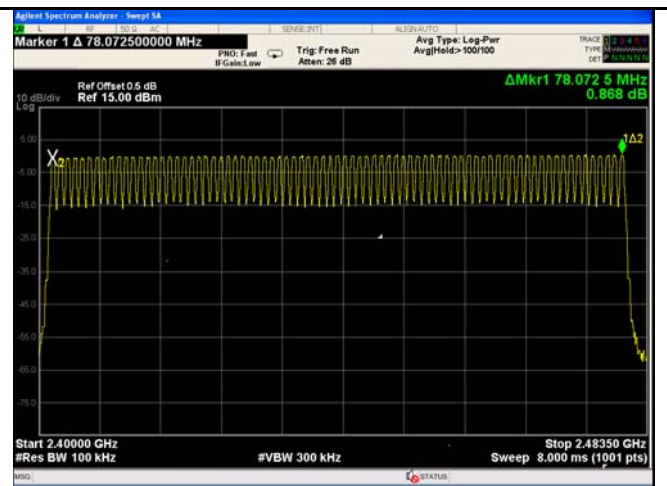 Agilent Spectrum Analyzer - Swept SA
L RF 50 Ω AC SENSE:INT ALIGNAUTO
Marker 1 Δ 78.072500000 MHz
PNO: Fast
IFGain:Low
Trig: Free Run
Atten: 26 dB
Avg Type: Log-Pwr
Avg|Hold:>100/100
TRACE 1 2 3 4 5 6
TYPE M
DET P N N N N N
Ref Offset 0.5 dB
Ref 15.00 dBm
10 dB/div
Log
ΔMkr1 78.072 5 MHz
0.868 dB
5.00
-5.00
-15.0
-25.0
-35.0
-45.0
-55.0
-65.0
-75.0
X2
1Δ2
Start 2.40000 GHz
Stop 2.48350 GHz
#Res BW 100 kHz
#VBW 300 kHz
Sweep 8.000 ms (1001 pts)
MSG
STATUS